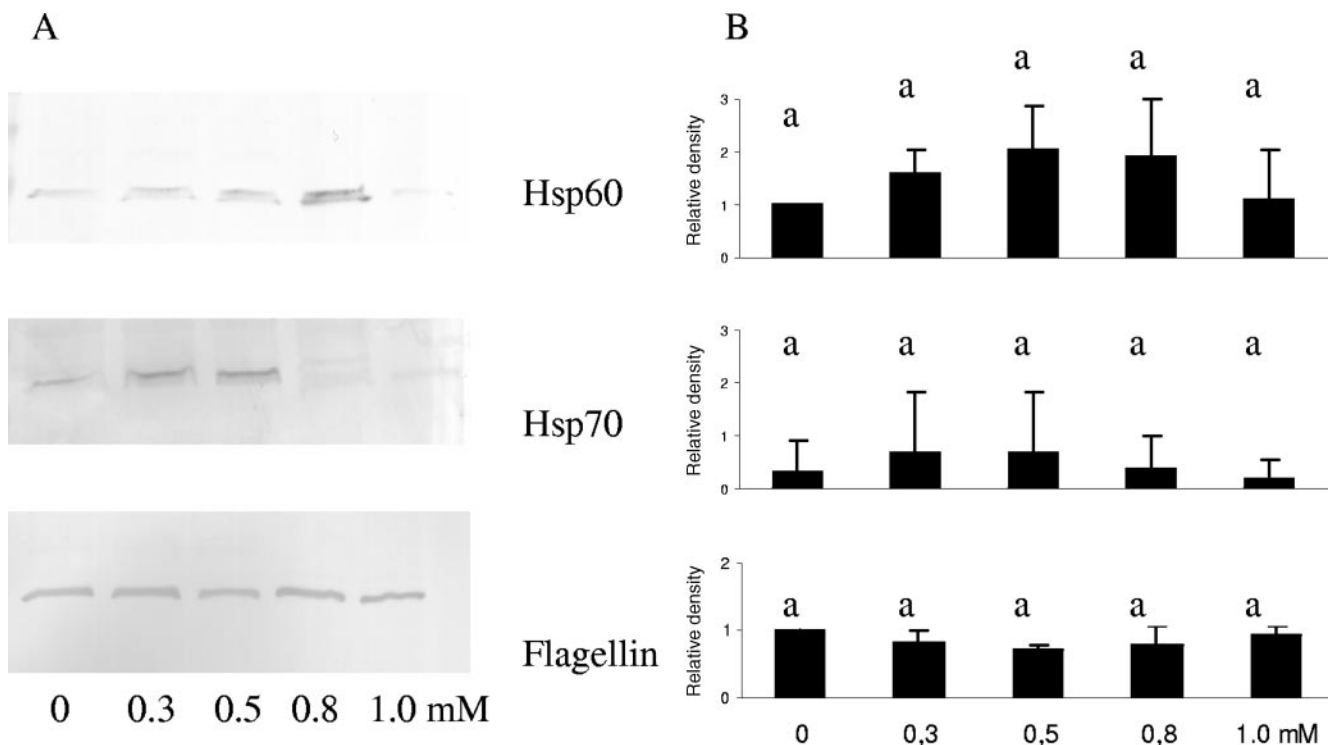 A
Hsp60
Hsp70
Flagellin
0 0.3 0.5 0.8 1.0 mM
B
a a a a a
Relative density
3
2
1
0
a a a a a
Relative density
3
2
1
0
a a a a a
Relative density
2
1
0
0 0,3 0,5 0,8 1.0 mM